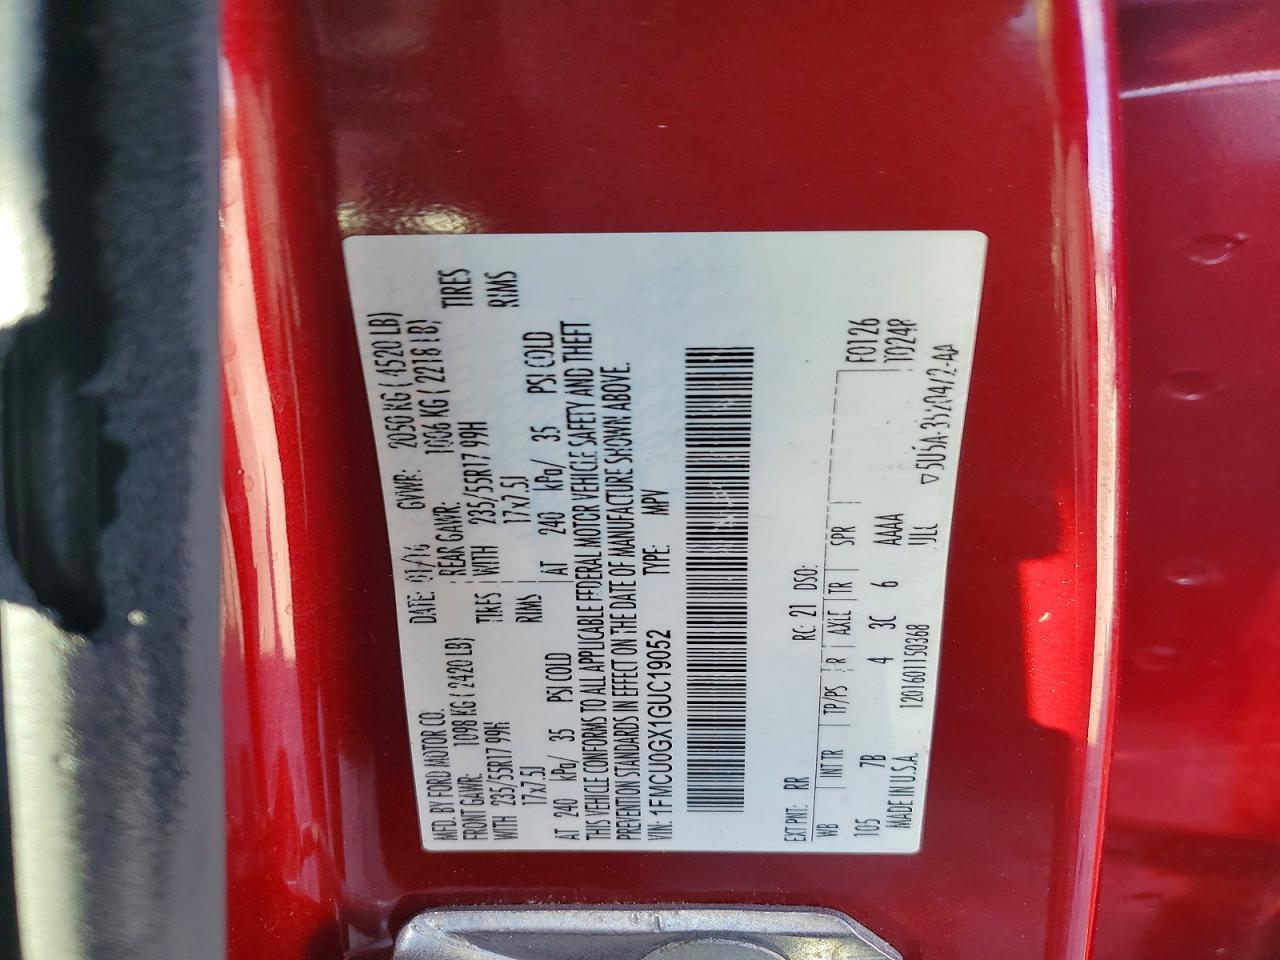 MFD. BY FORD MOTOR CO. DATE: 01/16 GVWR: 2050 KG ( 4520 LB)
FRONT GAWR: 1098 KG ( 2420 LB) REAR GAWR: 1006 KG ( 2218 LB)
WITH 235/55R17 99H TIRES WITH 235/55R17 99H TIRES
17x7.5J RIMS 17x7.5J RIMS
AT 240 kPa/ 35 PSI COLD AT 240 kPa/ 35 PSI COLD
THIS VEHICLE CONFORMS TO ALL APPLICABLE FEDERAL MOTOR VEHICLE SAFETY AND THEFT
PREVENTION STANDARDS IN EFFECT ON THE DATE OF MANUFACTURE SHOWN ABOVE.
VIN: 1FMCU0GX1GUC19052 TYPE: MPV
EXT PNT: RR RC: 21 DSO: F0126
WB INT TR TP/PS R AXLE TR SPR T0248
105 7B 4 3C 6 AAAA
MADE IN U.S.A. 1201601150368 UILL